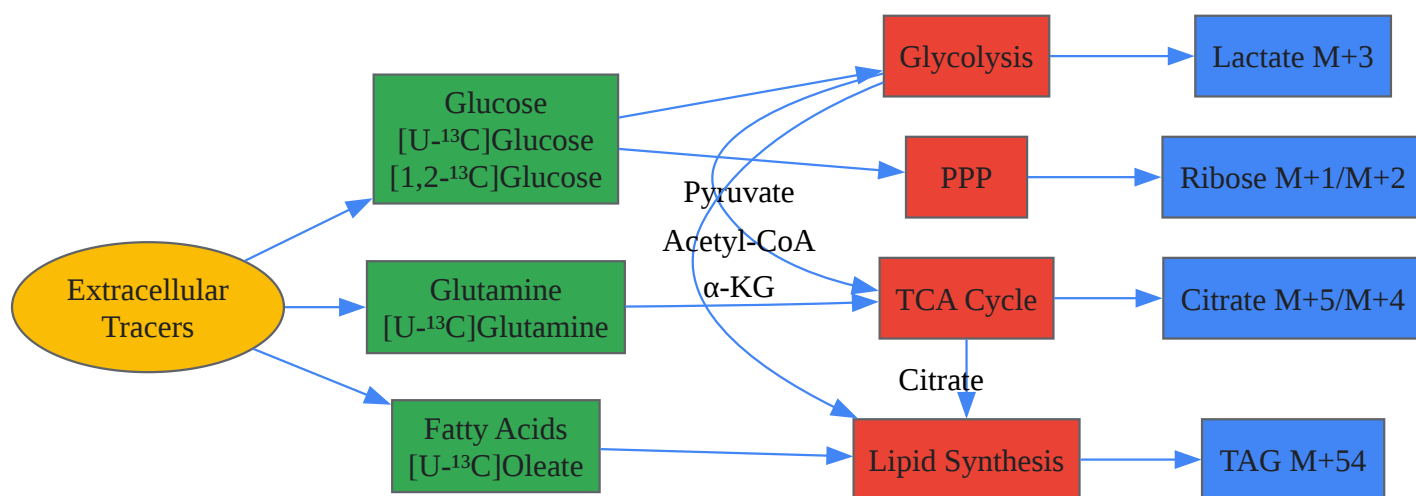 Extracellular
Tracers
Glucose
[U-¹³C]Glucose
[1,2-¹³C]Glucose
Glutamine
[U-¹³C]Glutamine
Fatty Acids
[U-¹³C]Oleate
Pyruvate
Acetyl-CoA
α-KG
Glycolysis
PPP
TCA Cycle
Citrate
Lipid Synthesis
Lactate M+3
Ribose M+1/M+2
Citrate M+5/M+4
TAG M+54